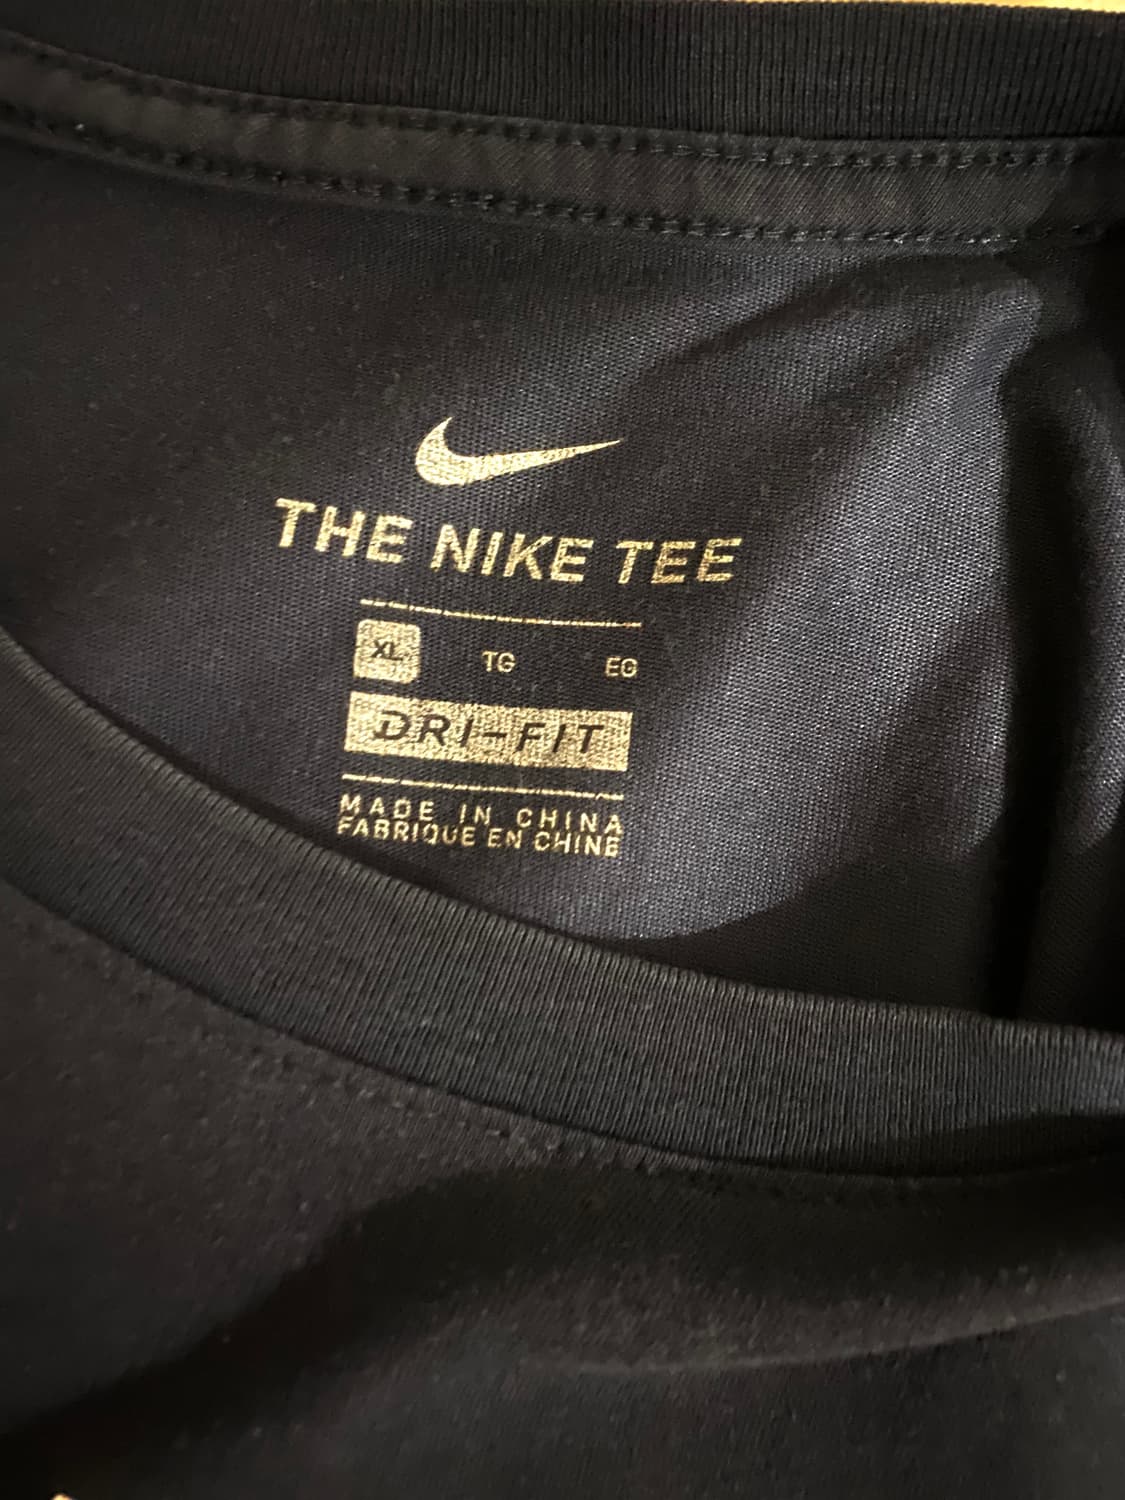 THE NIKE TEE
XL TG EG
DRI-FIT
MADE IN CHINA
FABRIQUE EN CHINE